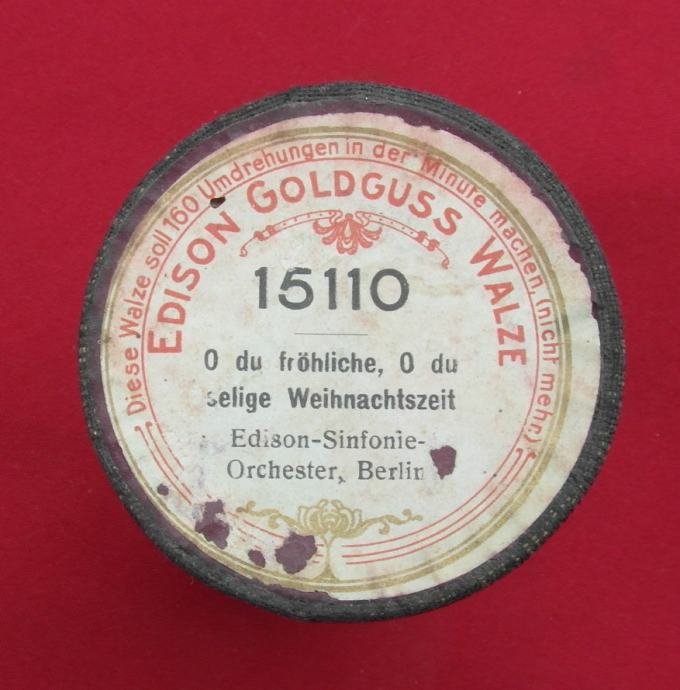 Diese Walze soll 160 Umdrehungen in der Minute machen, (nicht mehr.)
EDISON GOLDGUSS WALZE
15110
O du fröhliche, O du
selige Weihnachtszeit
Edison-Sinfonie-
Orchester, Berlin